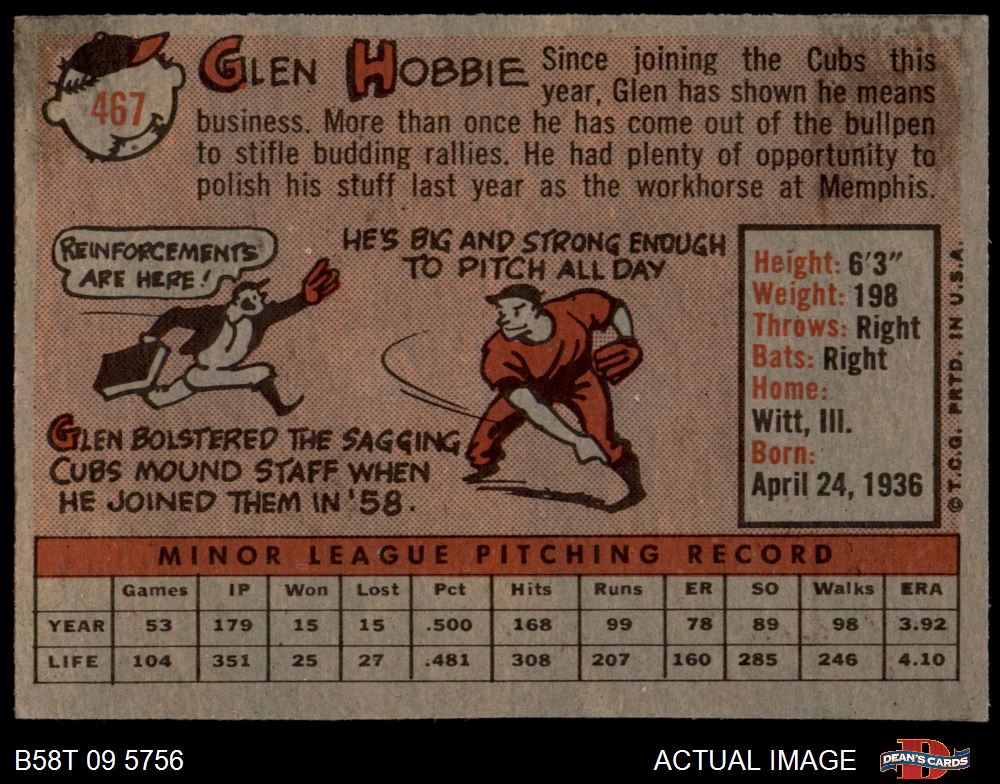 467
GLEN HOBBIE
Since joining the Cubs this
year, Glen has shown he means
business. More than once he has come out of the bullpen
to stifle budding rallies. He had plenty of opportunity to
polish his stuff last year as the workhorse at Memphis.
REINFORCEMENTS
ARE HERE!
HE'S BIG AND STRONG ENOUGH
TO PITCH ALL DAY
GLEN BOLSTERED THE SAGGING
CUBS MOUND STAFF WHEN
HE JOINED THEM IN '58.
Height: 6'3"
Weight: 198
Throws: Right
Bats: Right
Home:
Witt, Ill.
Born:
April 24, 1936
© T.C.G. PRTD. IN U.S.A.
MINOR LEAGUE PITCHING RECORD
Games IP Won Lost Pct Hits Runs ER SO Walks ERA
YEAR 53 179 15 15 .500 168 99 78 89 98 3.92
LIFE 104 351 25 27 .481 308 207 160 285 246 4.10
B58T 09 5756
ACTUAL IMAGE
D
DEAN'S CARDS